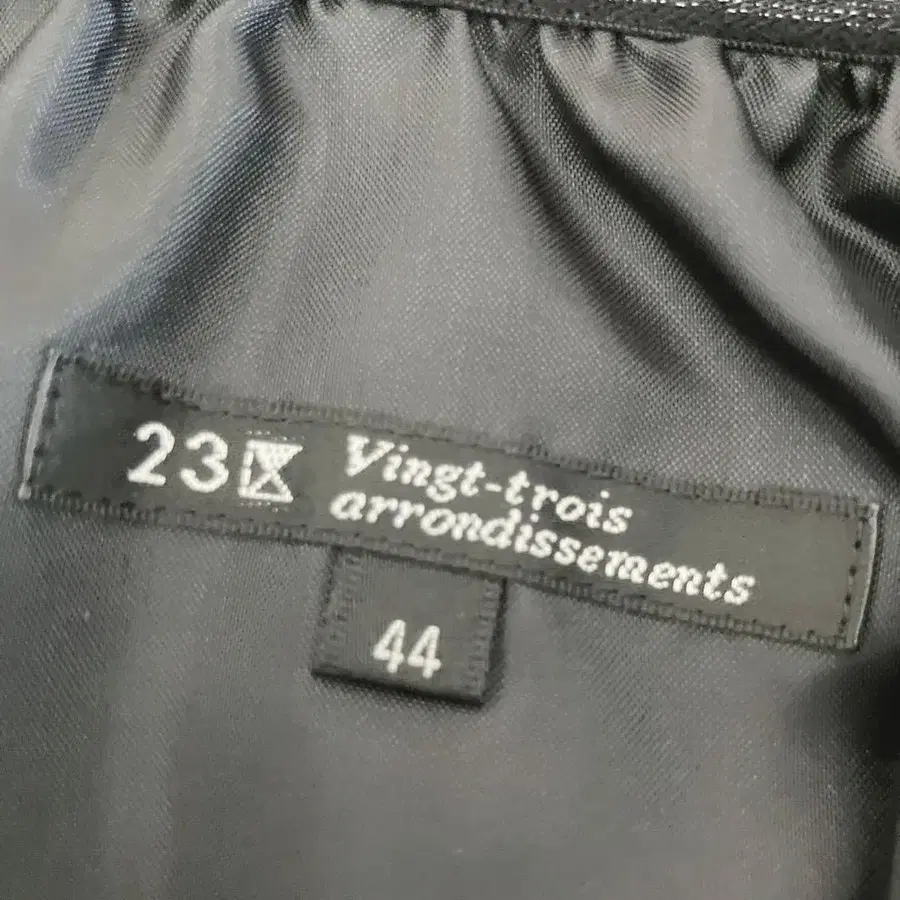 23区
Vingt-trois
arrondissements
44